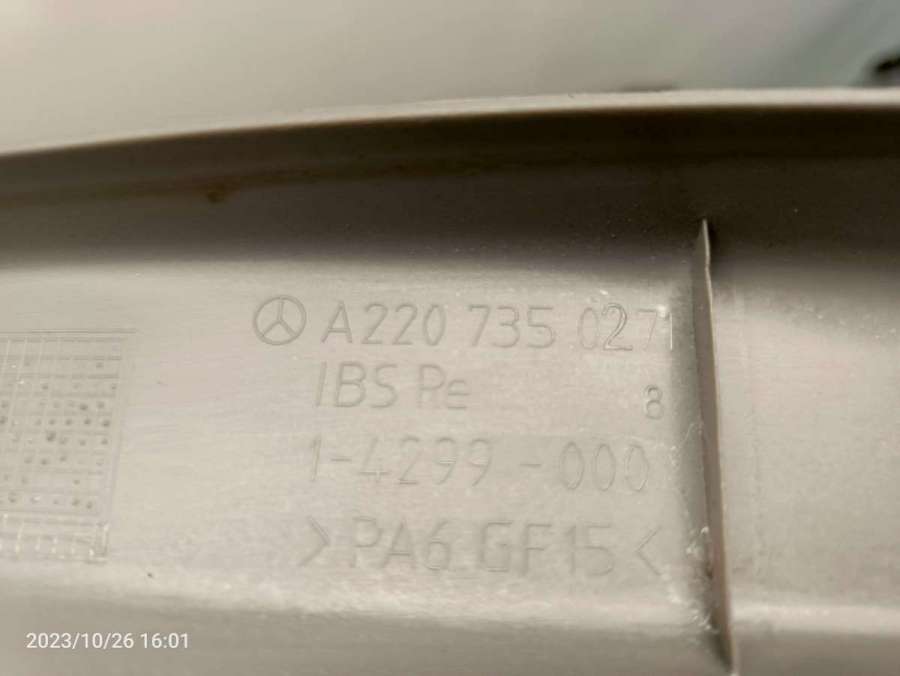 A220 735 0271
IBS Re 8
1-4299-000
>PA6 GF15<
2023/10/26 16:01